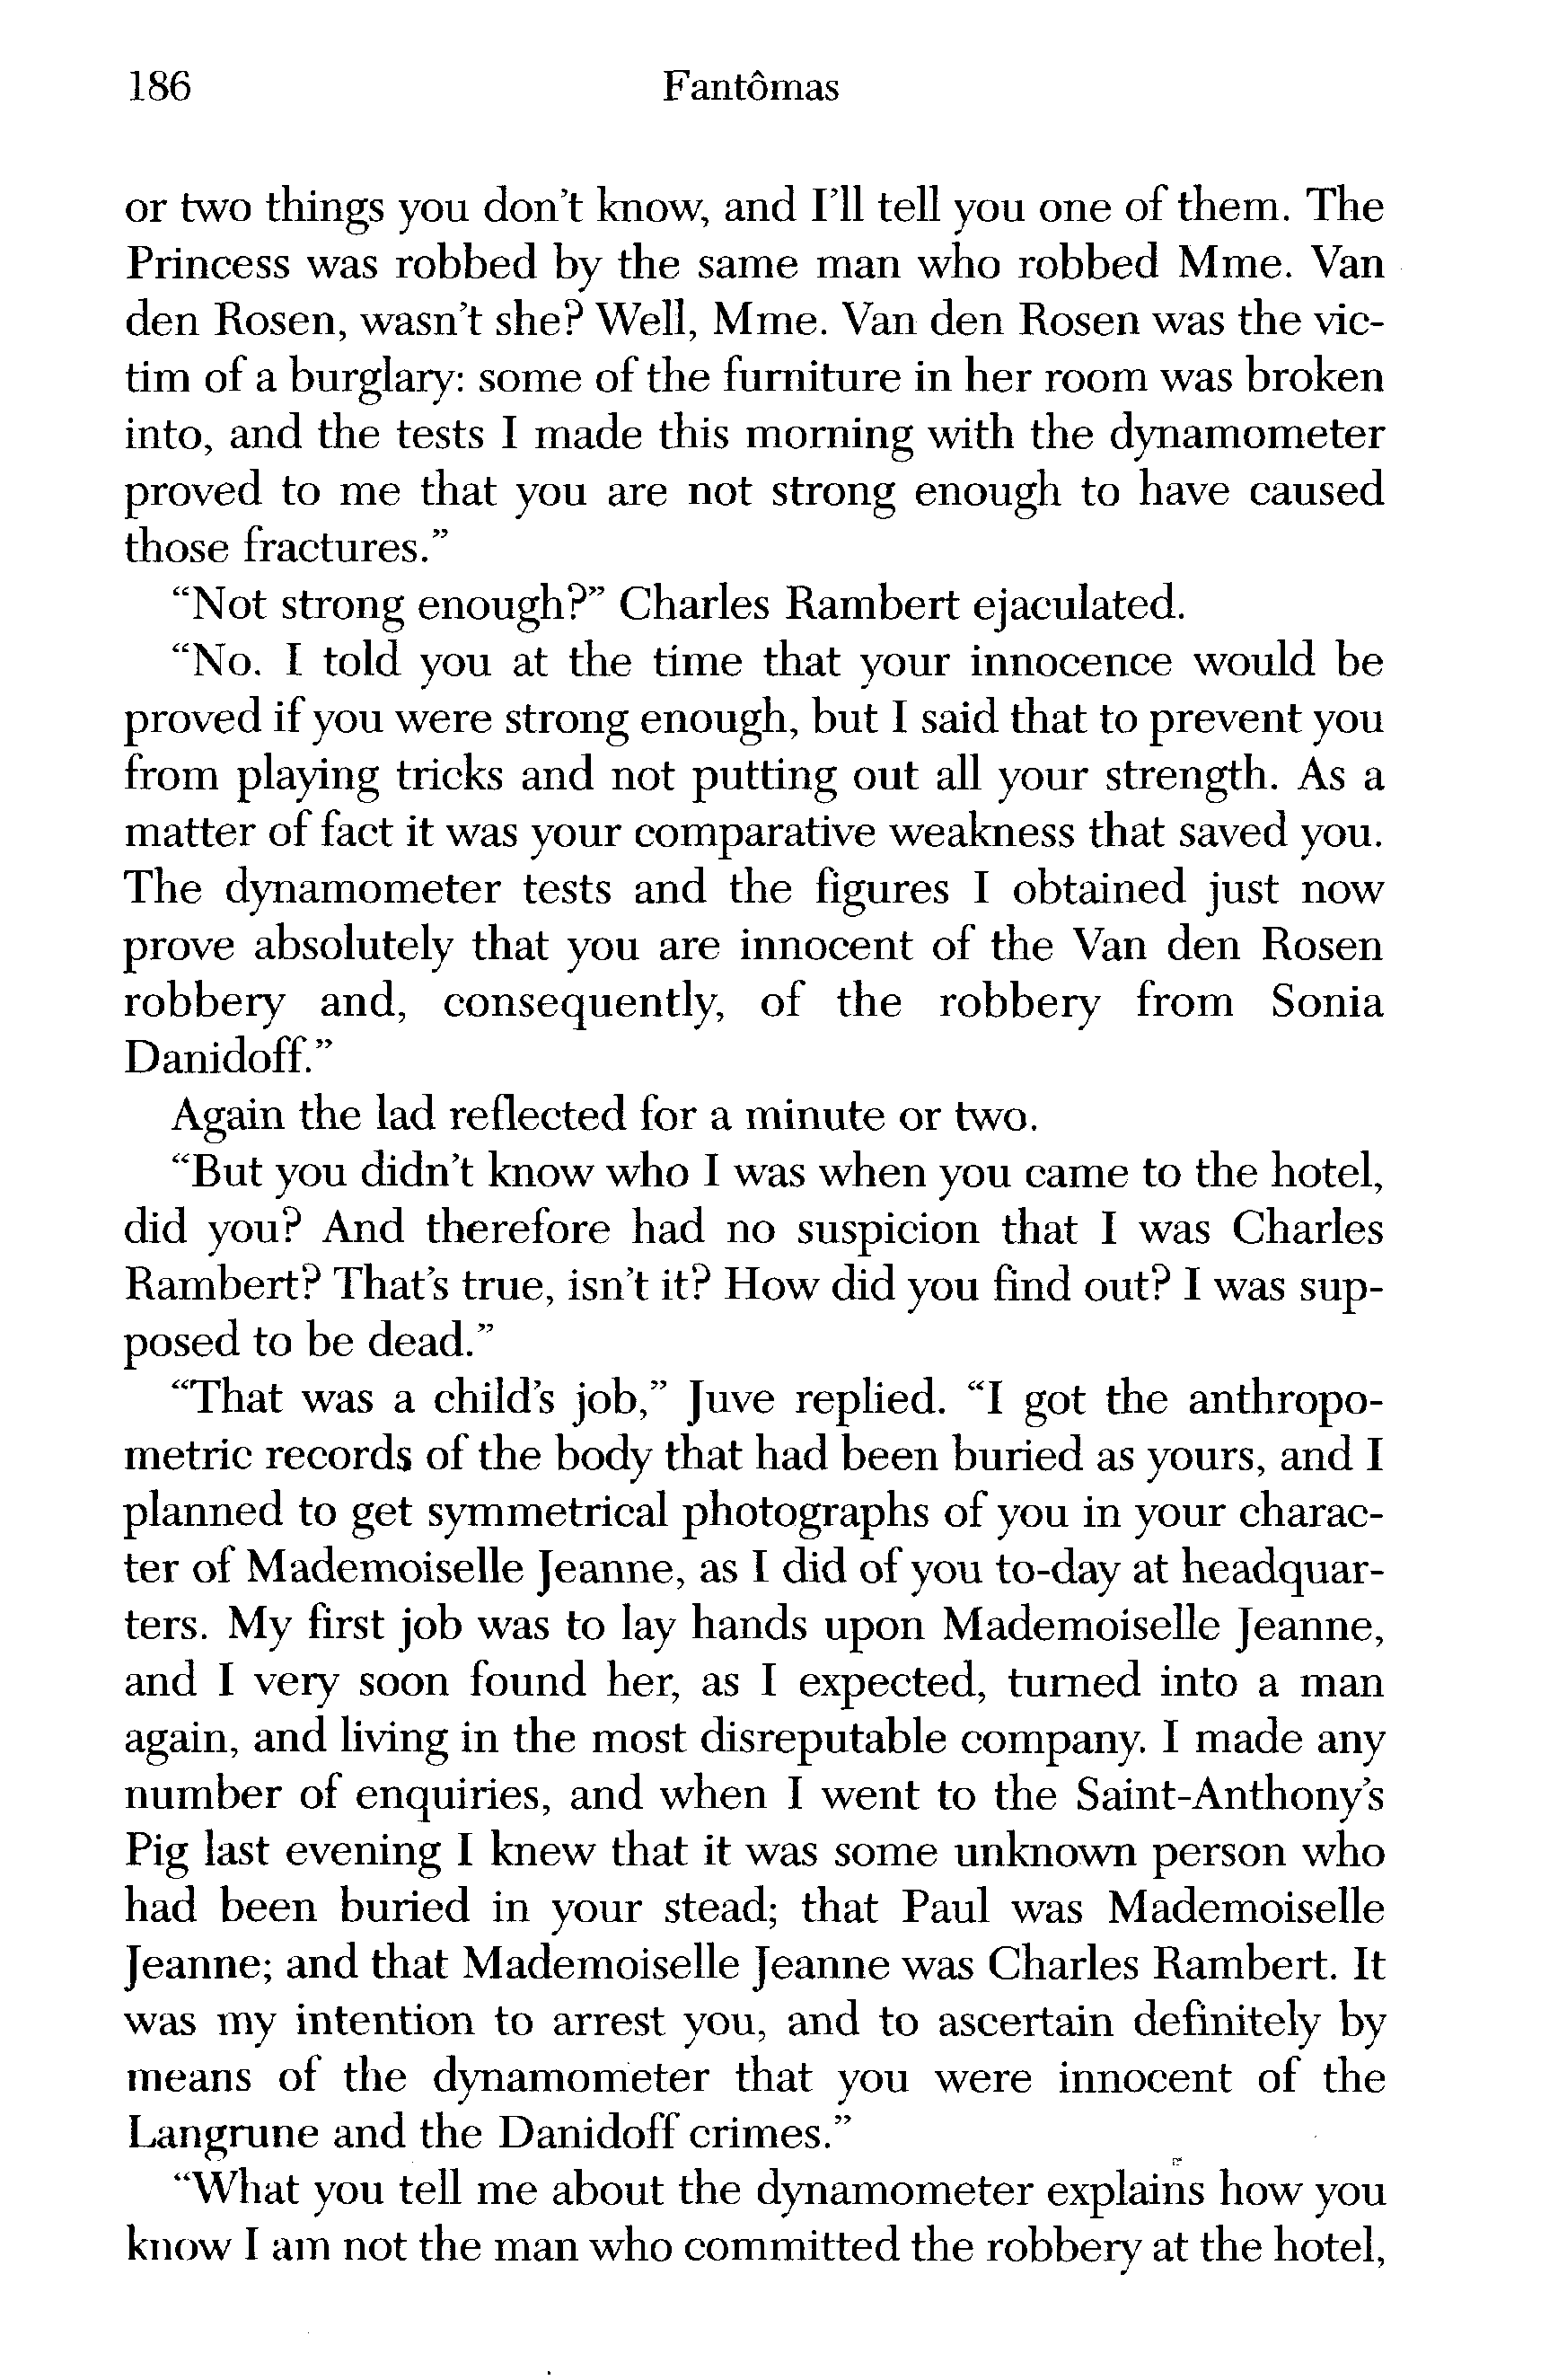 186 Fantômas
or two things you don't know, and I'll tell you one of them. The
Princess was robbed by the same man who robbed Mme. Van
den Rosen, wasn't she? Well, Mme. Van den Rosen was the vic-
tim of a burglary: some of the furniture in her room was broken
into, and the tests I made this morning with the dynamometer
proved to me that you are not strong enough to have caused
those fractures.”
“Not strong enough?” Charles Rambert ejaculated.
“No. I told you at the time that your innocence would be
proved if you were strong enough, but I said that to prevent you
from playing tricks and not putting out all your strength. As a
matter of fact it was your comparative weakness that saved you.
The dynamometer tests and the figures I obtained just now
prove absolutely that you are innocent of the Van den Rosen
robbery and, consequently, of the robbery from Sonia
Danidoff.”
Again the lad reflected for a minute or two.
“But you didn't know who I was when you came to the hotel,
did you? And therefore had no suspicion that I was Charles
Rambert? That's true, isn't it? How did you find out? I was sup-
posed to be dead.”
“That was a child's job,” Juve replied. “I got the anthropo-
metric records of the body that had been buried as yours, and I
planned to get symmetrical photographs of you in your charac-
ter of Mademoiselle Jeanne, as I did of you to-day at headquar-
ters. My first job was to lay hands upon Mademoiselle Jeanne,
and I very soon found her, as I expected, turned into a man
again, and living in the most disreputable company. I made any
number of enquiries, and when I went to the Saint-Anthony's
Pig last evening I knew that it was some unknown person who
had been buried in your stead; that Paul was Mademoiselle
Jeanne; and that Mademoiselle Jeanne was Charles Rambert. It
was my intention to arrest you, and to ascertain definitely by
means of the dynamometer that you were innocent of the
Langrune and the Danidoff crimes.”
“What you tell me about the dynamometer explains how you
know I am not the man who committed the robbery at the hotel,